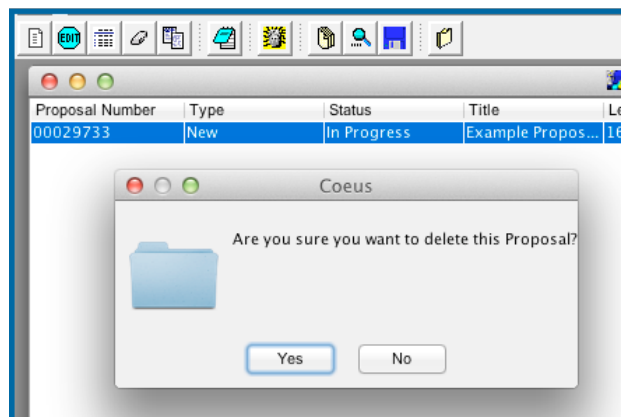 EDIT
Proposal Number Type Status Title Le
00029733 New In Progress Example Propos... 16
Coeus
Are you sure you want to delete this Proposal?
Yes No